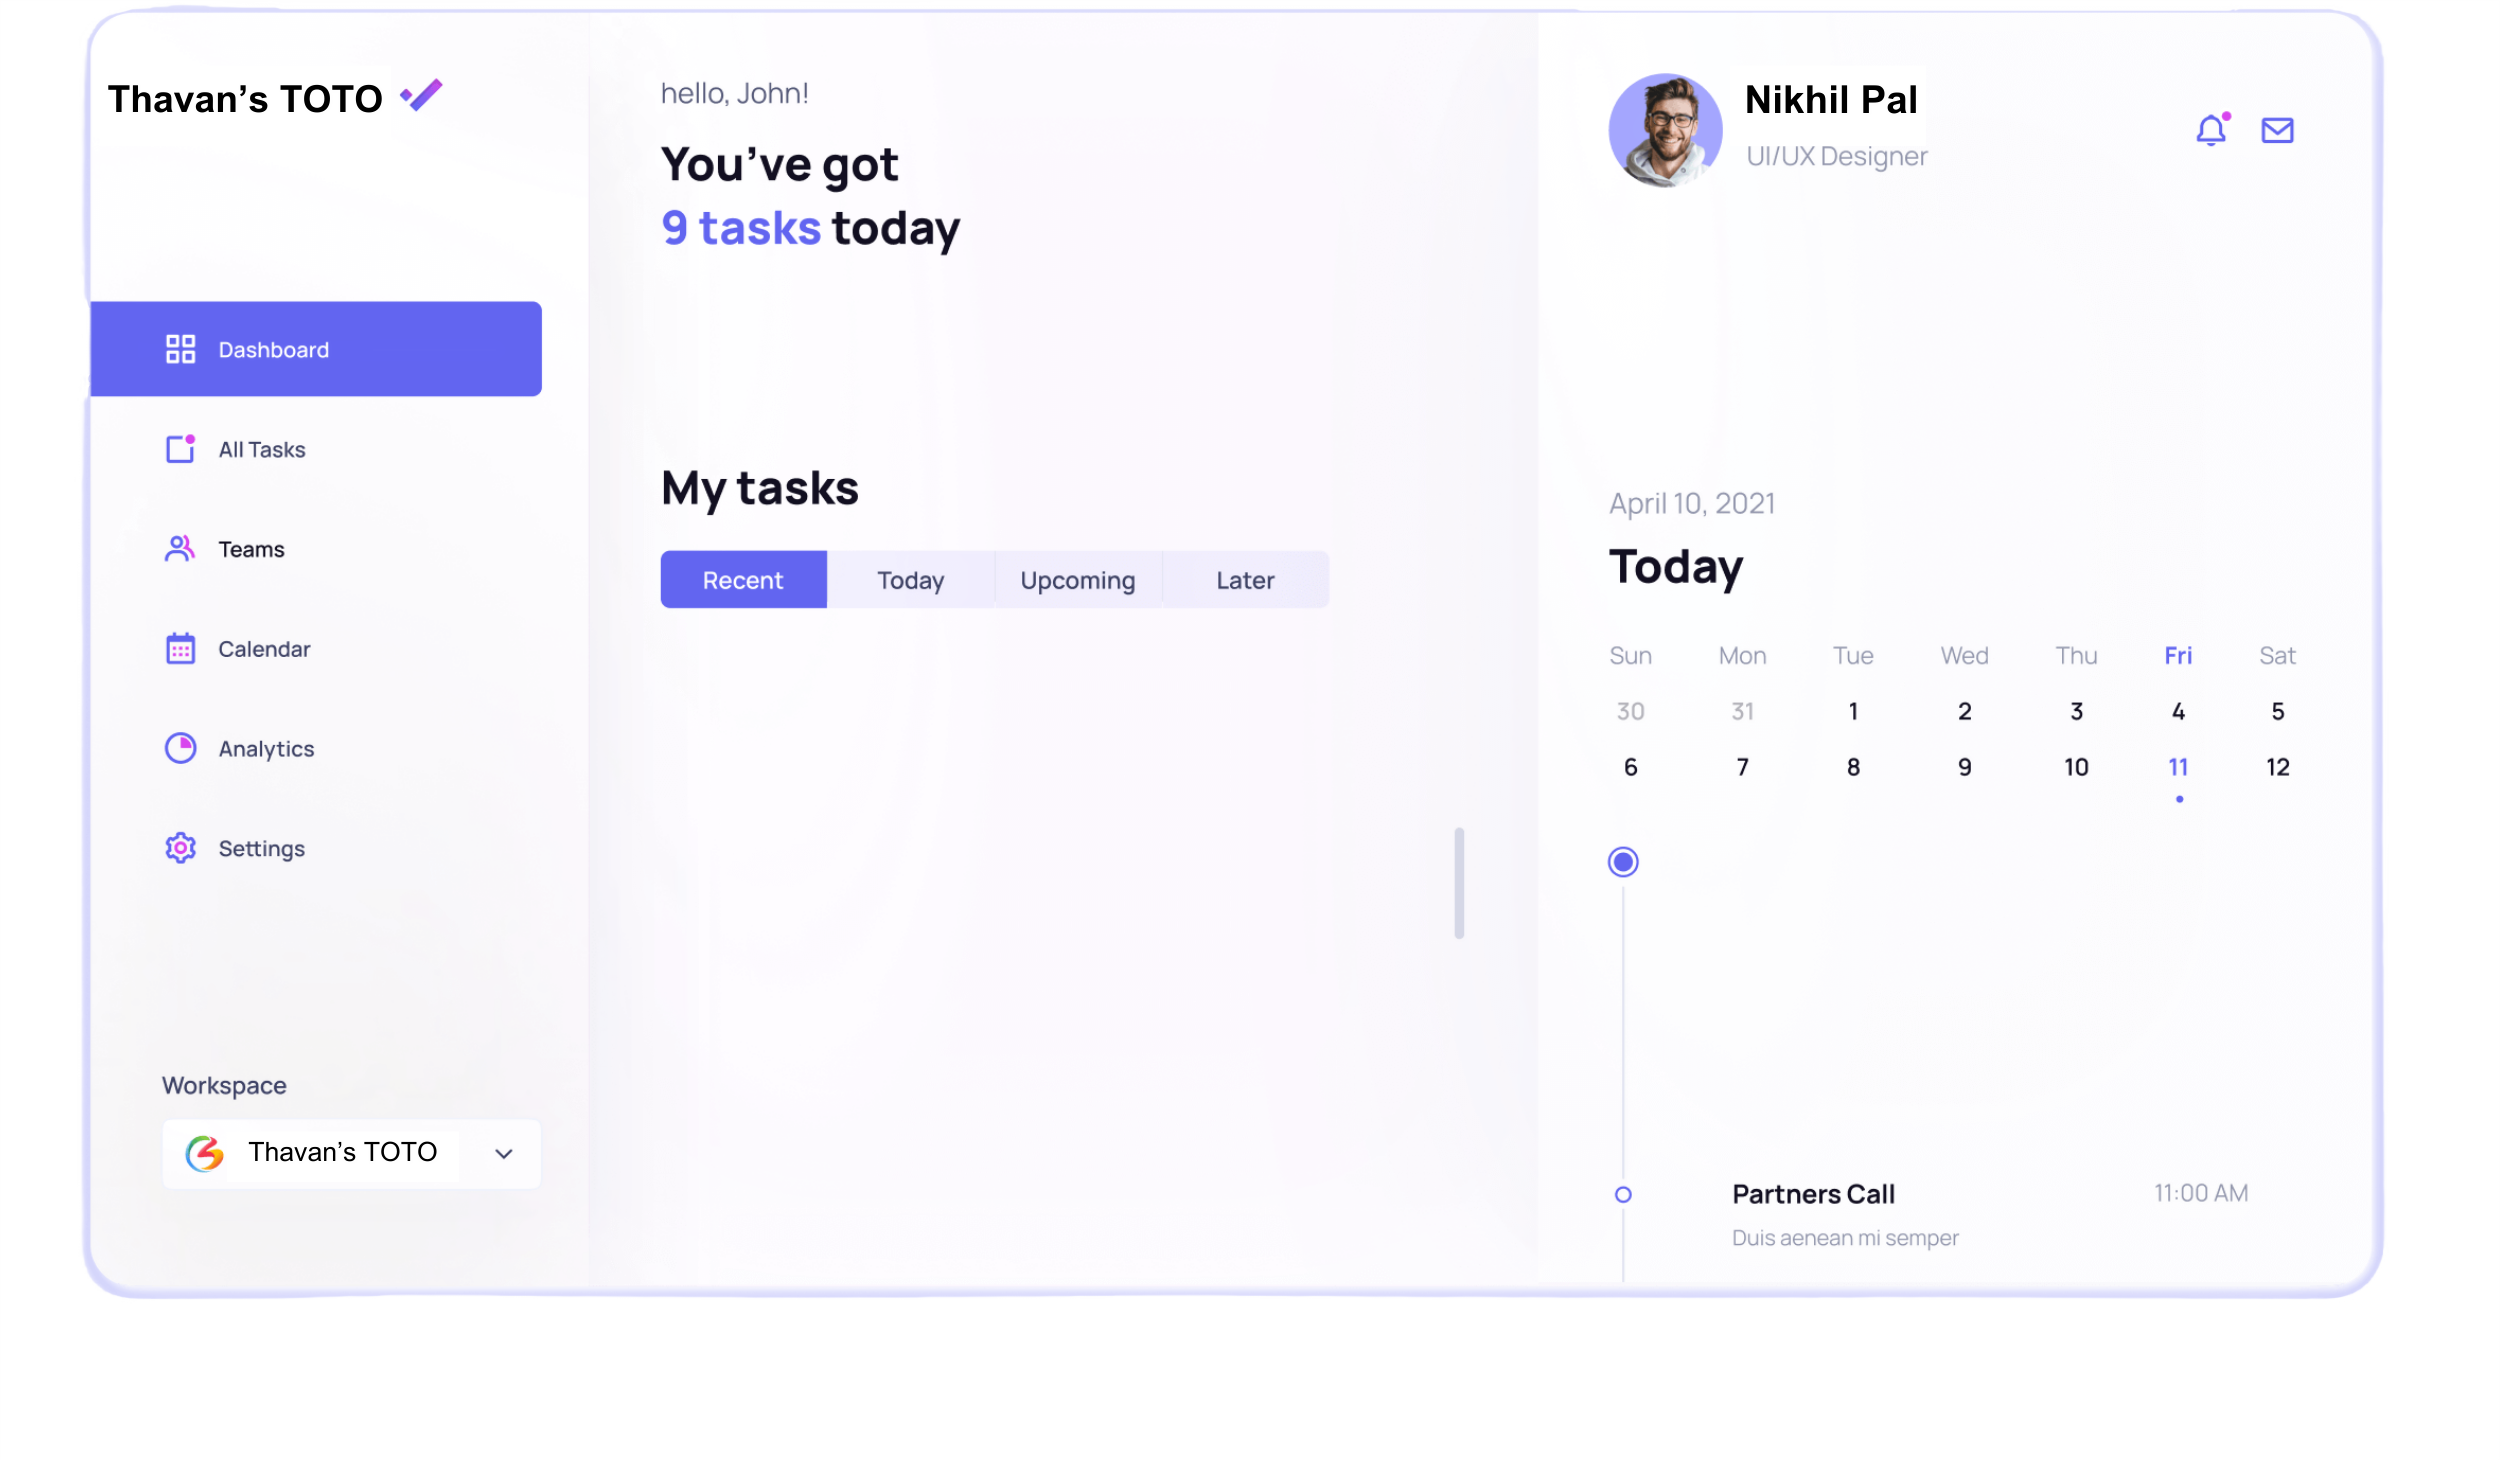 Thavan's TOTO
Dashboard
All Tasks
Teams
Calendar
Analytics
Settings
Workspace
Thavan's TOTO
hello, John!
You've got
9 tasks today
My tasks
Recent Today Upcoming Later
Nikhil Pal
UI/UX Designer
April 10, 2021
Today
Sun Mon Tue Wed Thu Fri Sat
30 31 1 2 3 4 5
6 7 8 9 10 11 12
Partners Call 11:00 AM
Duis aenean mi semper